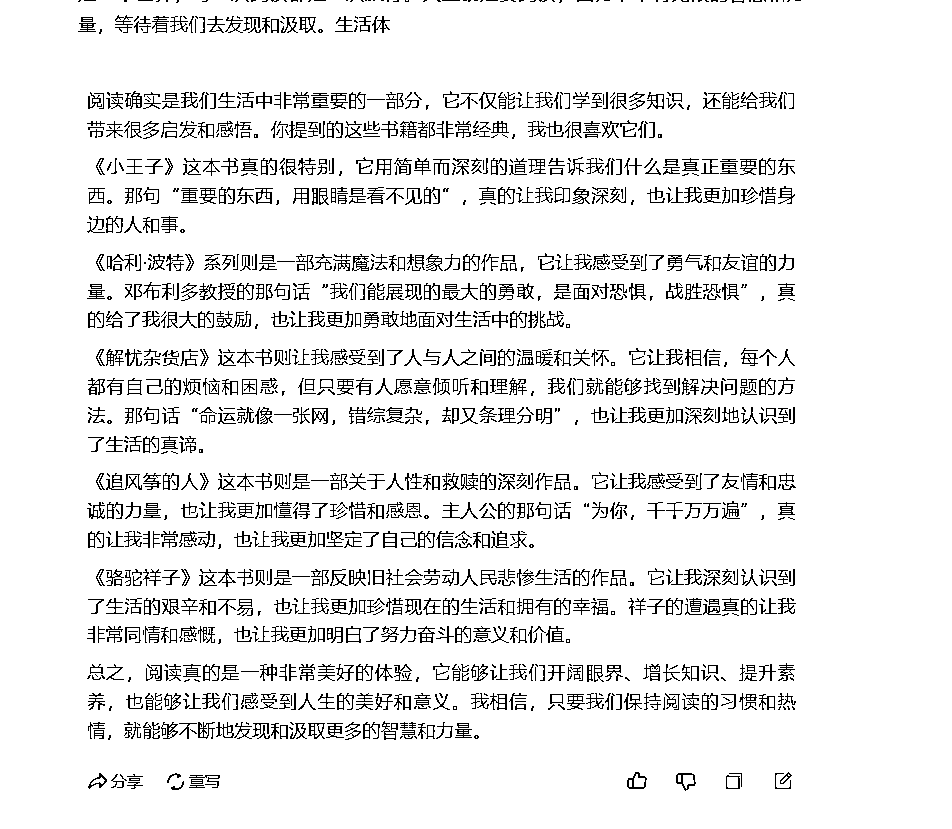 量，等待着我们去发现和汲取。生活体
阅读确实是我们生活中非常重要的一部分，它不仅能让我们学到很多知识，还能给我们
带来很多启发和感悟。你提到的这些书籍都非常经典，我也很喜欢它们。
《小王子》这本书真的很特别，它用简单而深刻的道理告诉我们什么是真正重要的东
西。那句“重要的东西，用眼睛是看不见的“，真的让我印象深刻，也让我更加珍惜身
边的人和事。
《哈利·波特》系列则是一部充满魔法和想象力的作品，它让我感受到了勇气和友谊的力
量。邓布利多教授的那句话“我们能展现的最大的勇敢，是面对恐惧，战胜恐惧”，真
的给了我很大的鼓励，也让我更加勇敢地面对生活中的挑战。
《解忧杂货店》这本书则让我感受到了人与人之间的温暖和关怀。它让我相信，每个人
都有自己的烦恼和困惑，但只要有人愿意倾听和理解，我们就能够找到解决问题的方
法。那句话“命运就像一张网，错综复杂，却又条理分明”，也让我更加深刻地认识到
了生活的真谛。
《追风筝的人》这本书则是一部关于人性和救赎的深刻作品。它让我感受到了友情和忠
诚的力量，也让我更加懂得了珍惜和感恩。主人公的那句话“为你，千千万万遍”，真
的让我非常感动，也让我更加坚定了自己的信念和追求。
《骆驼祥子》这本书则是一部反映旧社会劳动人民悲惨生活的作品。它让我深刻认识到
了生活的艰辛和不易，也让我更加珍惜现在的生活和拥有的幸福。祥子的遭遇真的让我
非常同情和感慨，也让我更加明白了努力奋斗的意义和价值。
总之，阅读真的是一种非常美好的体验，它能够让我们开阔眼界、增长知识、提升素
养，也能够让我们感受到人生的美好和意义。我相信，只要我们保持阅读的习惯和热
情，就能够不断地发现和汲取更多的智慧和力量。
分享 重写